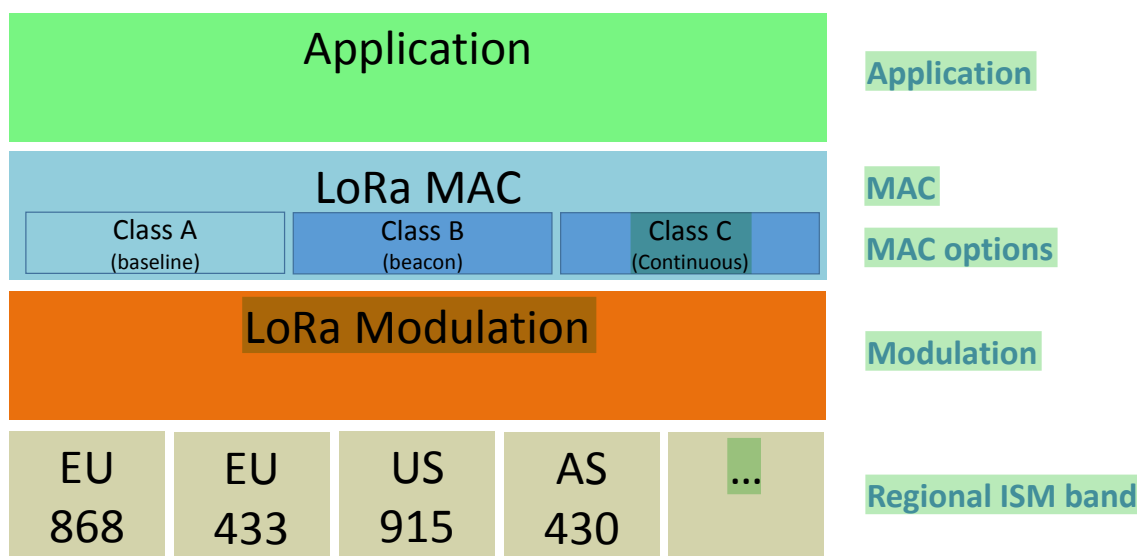 Application
Application
LoRa MAC
MAC
Class A
(baseline)
Class B
(beacon)
Class C
(Continuous)
MAC options
LoRa Modulation
Modulation
EU
868
EU
433
US
915
AS
430
...
Regional ISM band